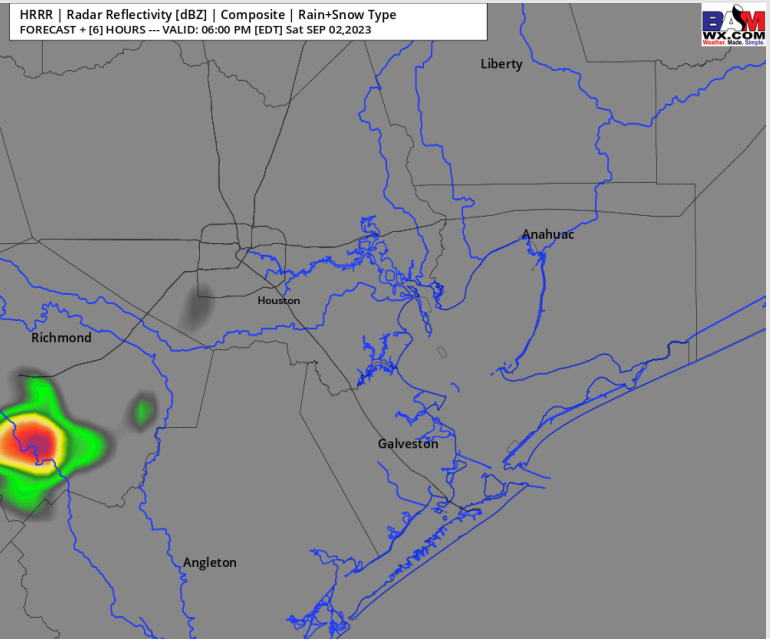 HRRR | Radar Reflectivity [dBZ] | Composite | Rain+Snow Type
FORECAST + [6] HOURS --- VALID: 06:00 PM [EDT] Sat SEP 02,2023
BAM
WX.COM
Weather. Made. Simple.
Liberty
Anahuac
Houston
Richmond
Galveston
Angleton